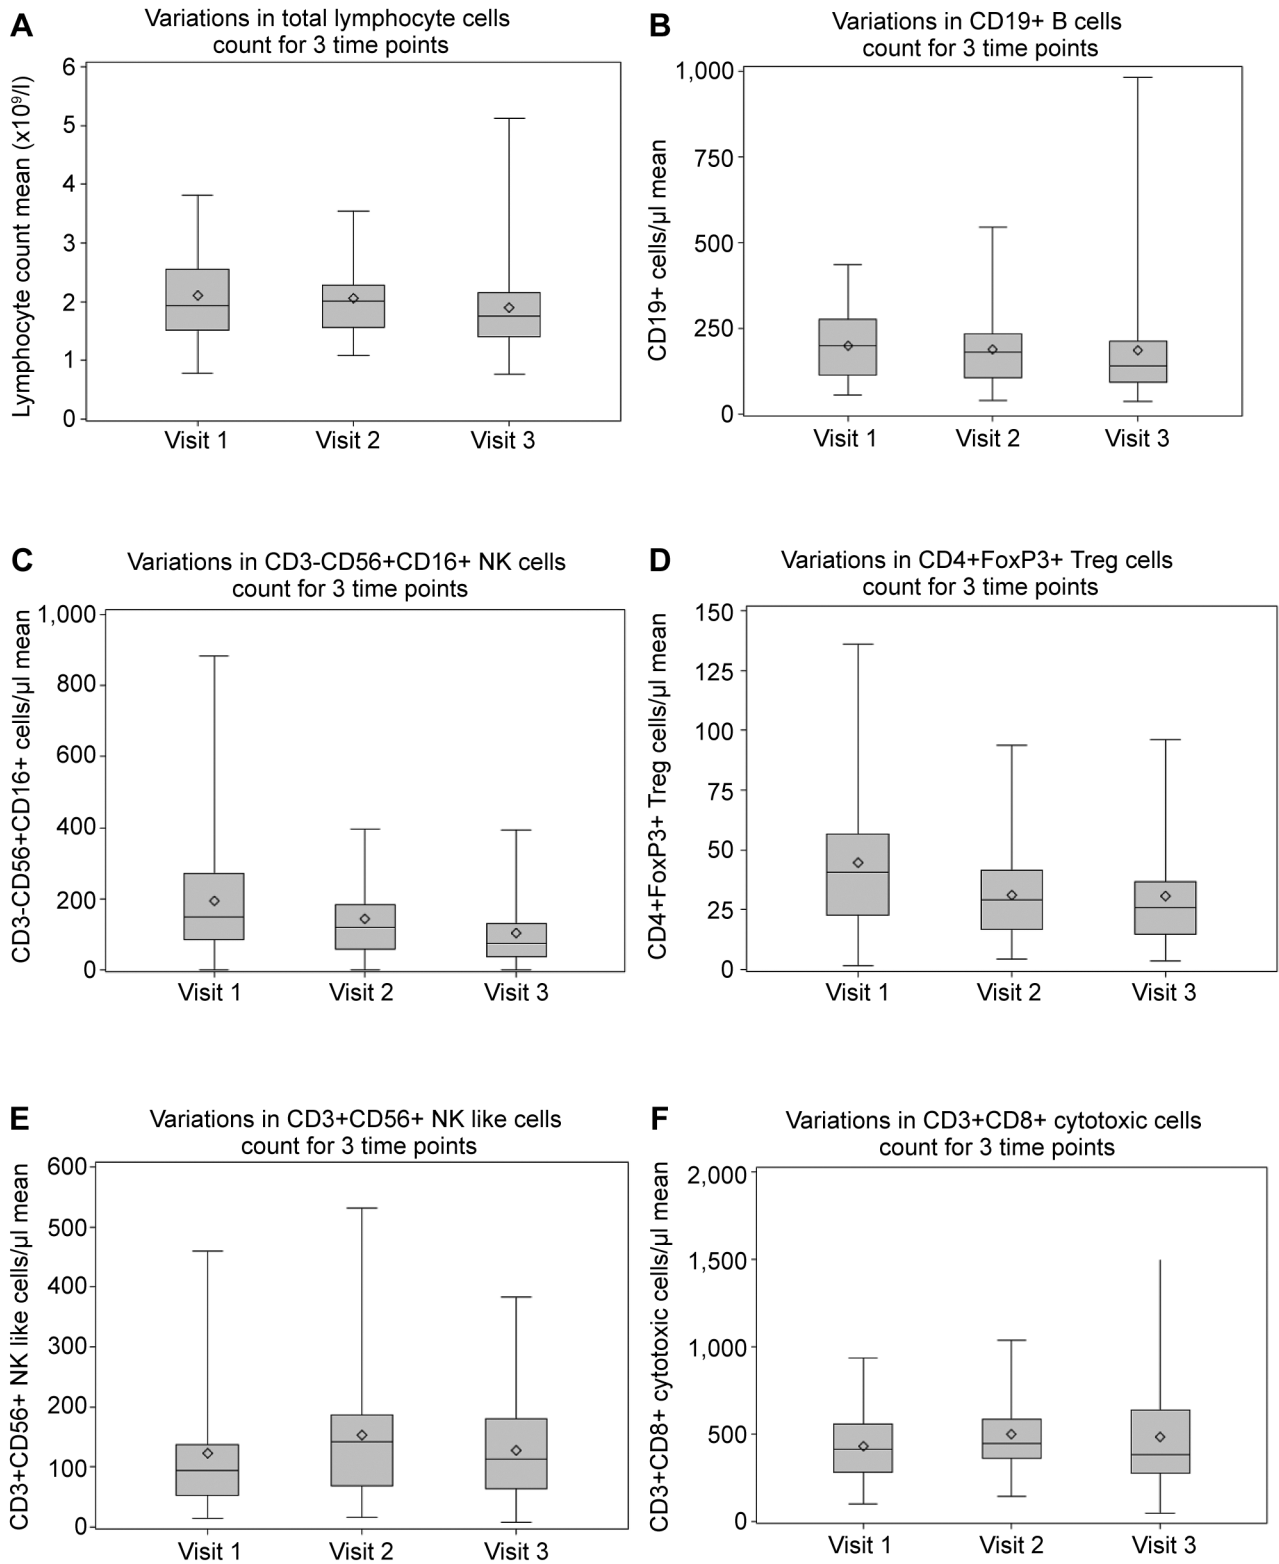 A
Variations in total lymphocyte cells
count for 3 time points
Lymphocyte count mean (x10⁹/l)
6
5
4
3
2
1
0
Visit 1
Visit 2
Visit 3
B
Variations in CD19+ B cells
count for 3 time points
CD19+ cells/µl mean
1,000
750
500
250
0
Visit 1
Visit 2
Visit 3
C
Variations in CD3-CD56+CD16+ NK cells
count for 3 time points
CD3-CD56+CD16+ cells/µl mean
1,000
800
600
400
200
0
Visit 1
Visit 2
Visit 3
D
Variations in CD4+FoxP3+ Treg cells
count for 3 time points
CD4+FoxP3+ Treg cells/µl mean
150
125
100
75
50
25
0
Visit 1
Visit 2
Visit 3
E
Variations in CD3+CD56+ NK like cells
count for 3 time points
CD3+CD56+ NK like cells/µl mean
600
500
400
300
200
100
0
Visit 1
Visit 2
Visit 3
F
Variations in CD3+CD8+ cytotoxic cells
count for 3 time points
CD3+CD8+ cytotoxic cells/µl mean
2,000
1,500
1,000
500
0
Visit 1
Visit 2
Visit 3